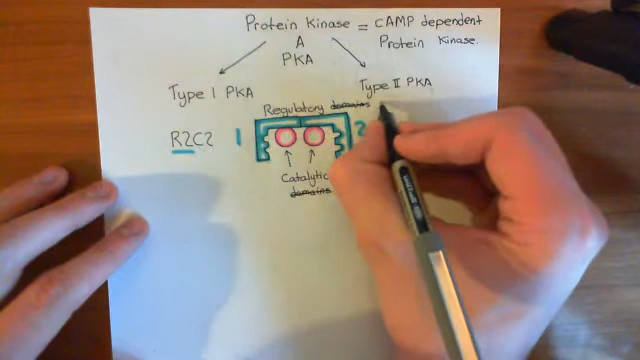 Protein Kinase = cAMP dependent
A Protein Kinase.
PKA
Type I PKA Type II PKA
Regulatory domains
R2C2 1 2
Catalytic
domains